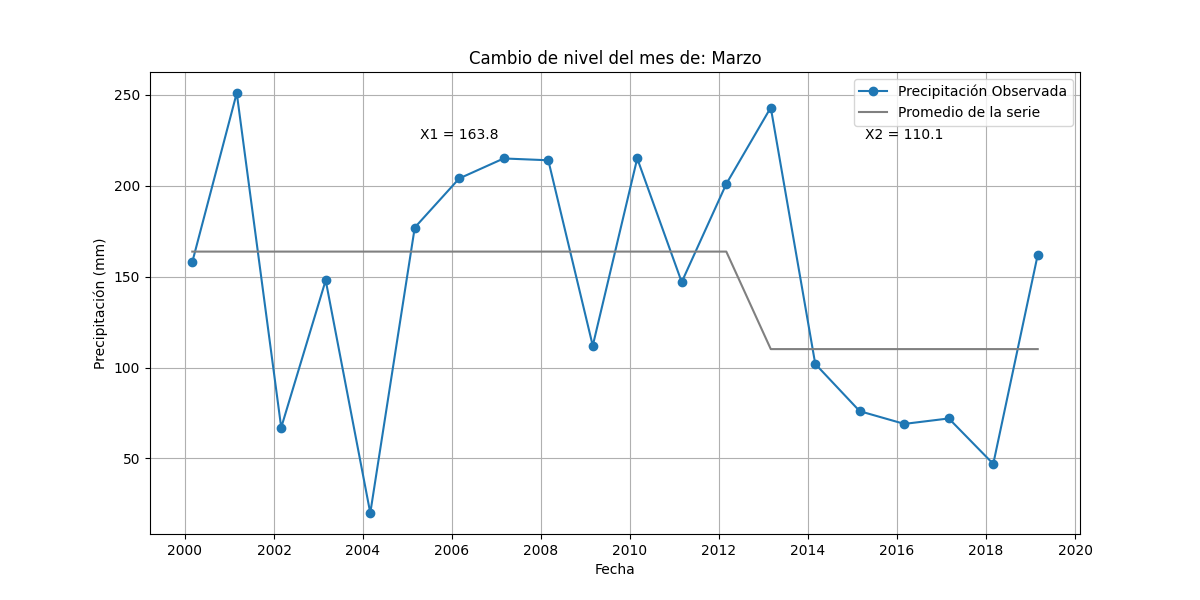 Cambio de nivel del mes de: Marzo
Precipitación Observada
Promedio de la serie
X1 = 163.8
X2 = 110.1
Precipitación (mm)
250
200
150
100
50
2000 2002 2004 2006 2008 2010 2012 2014 2016 2018 2020
Fecha